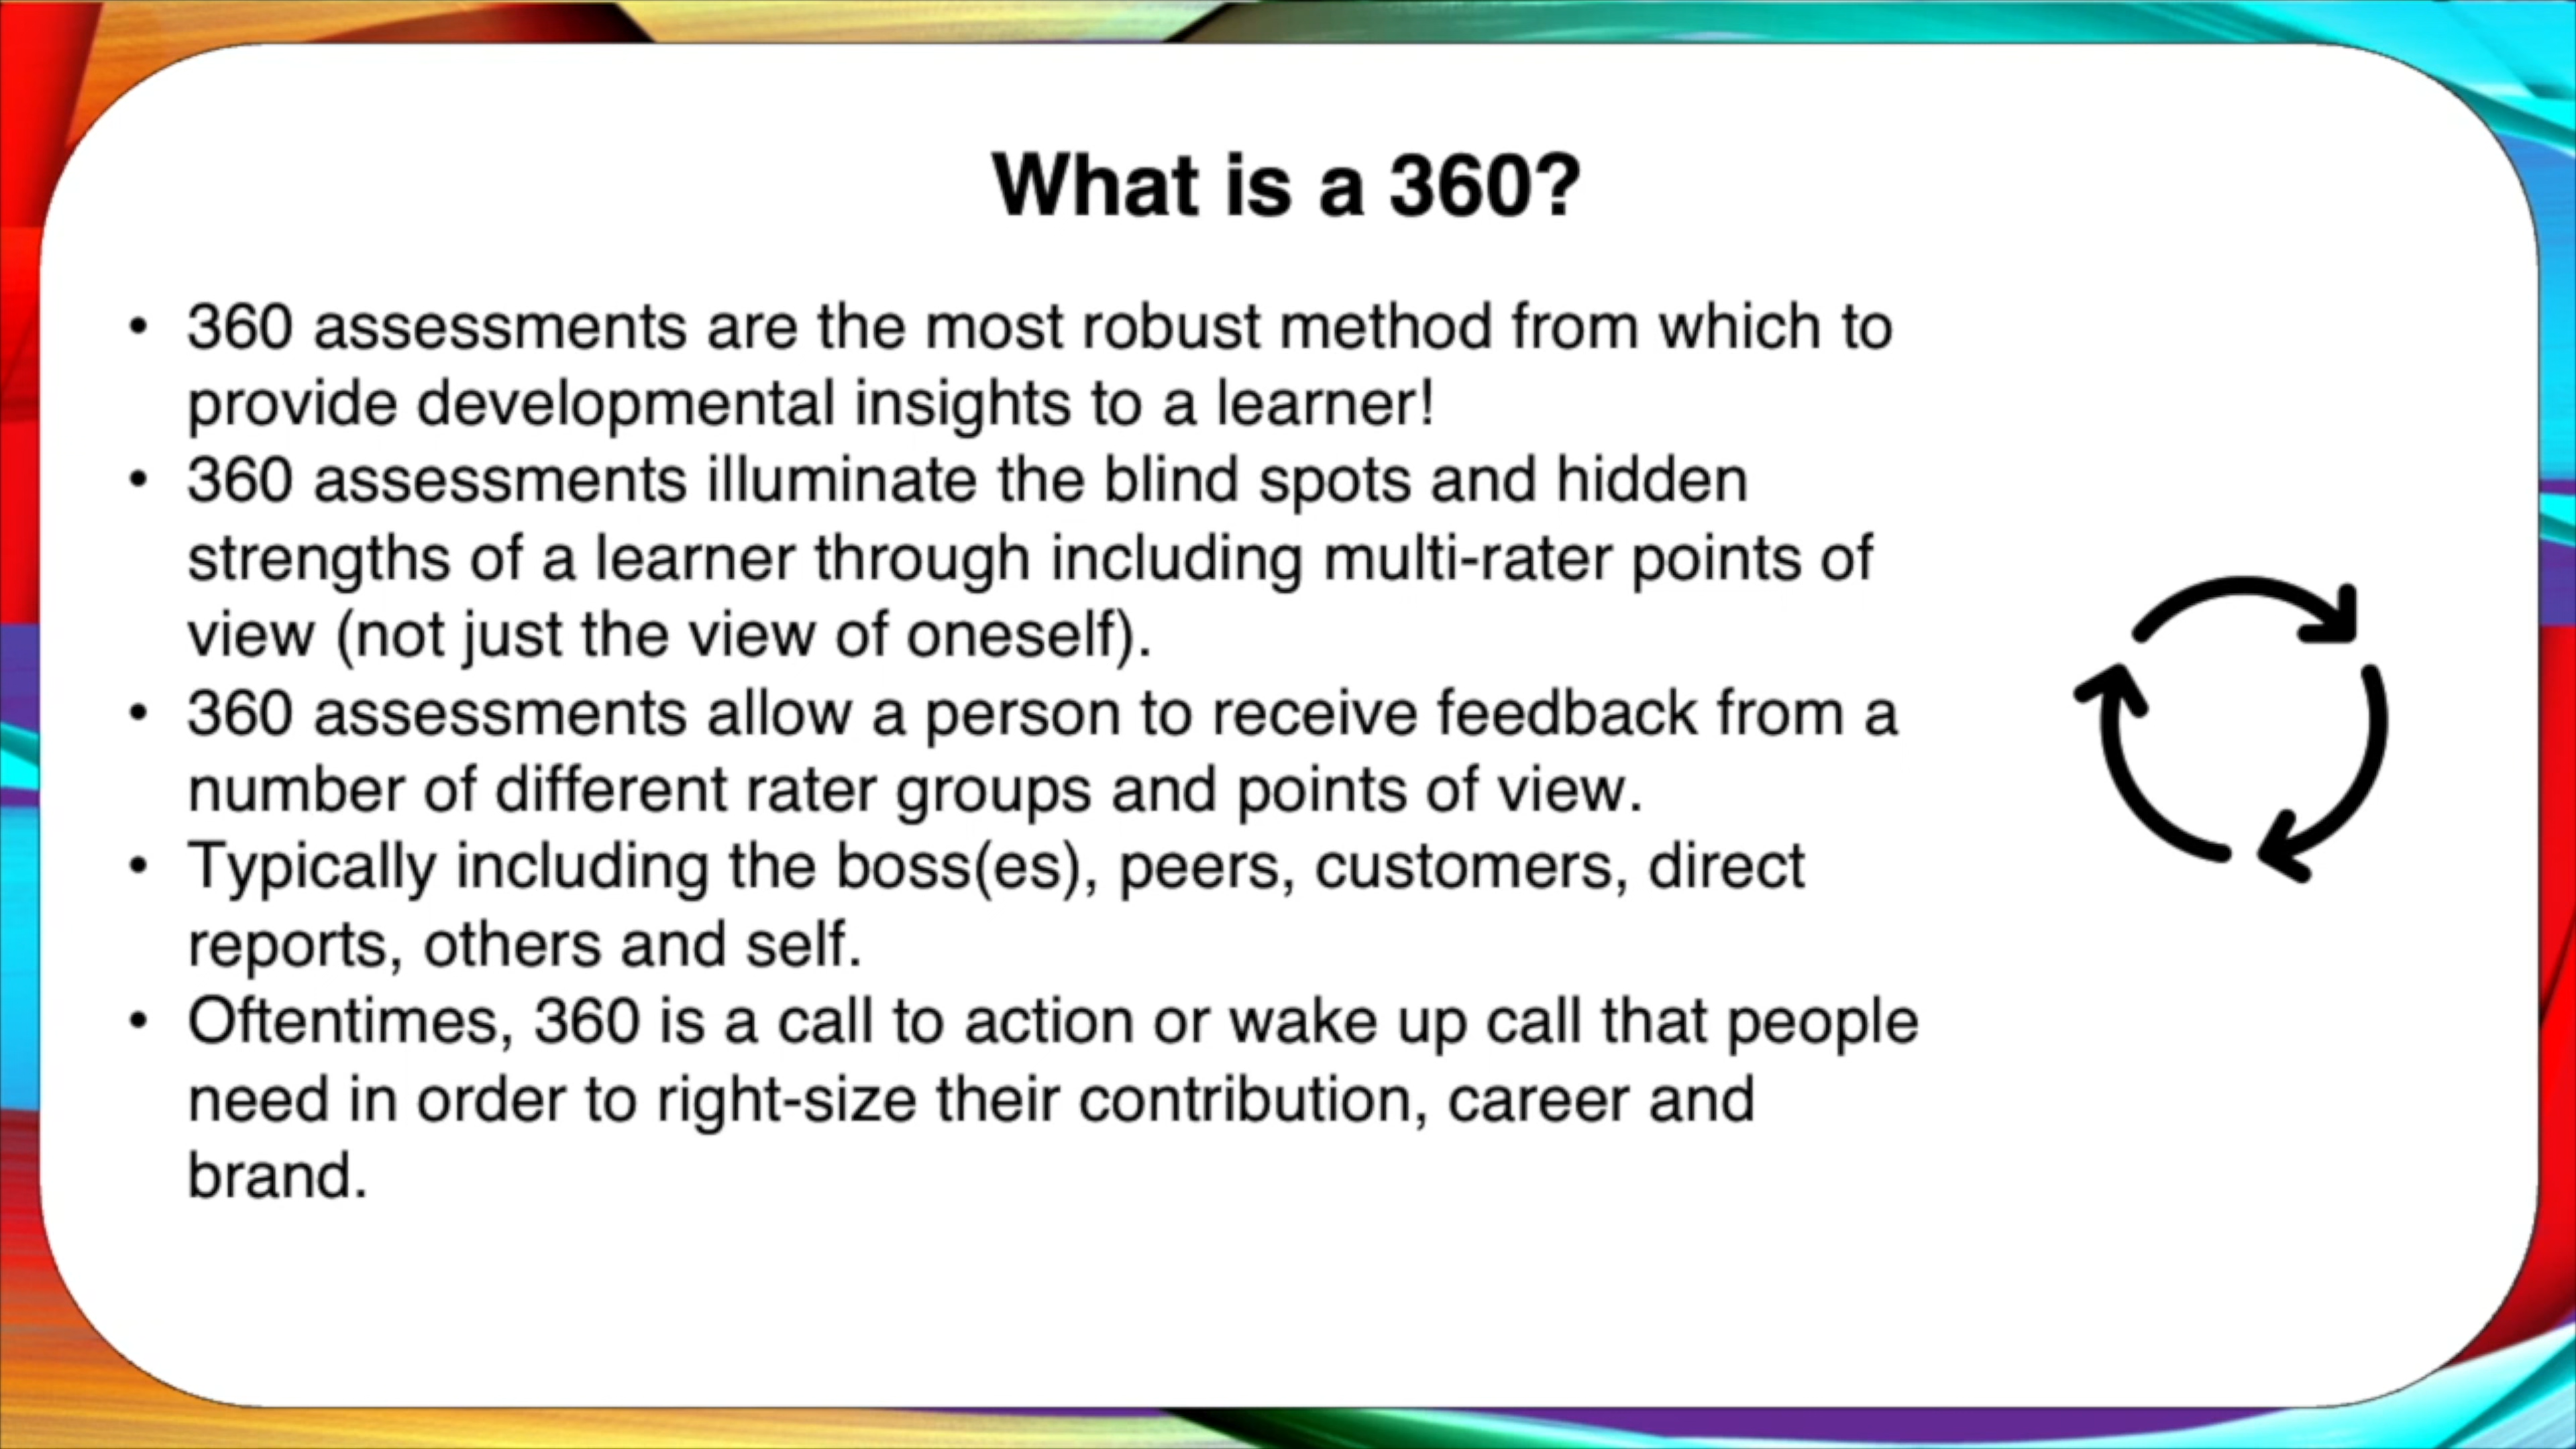 What is a 360?
• 360 assessments are the most robust method from which to
provide developmental insights to a learner!
• 360 assessments illuminate the blind spots and hidden
strengths of a learner through including multi-rater points of
view (not just the view of oneself).
• 360 assessments allow a person to receive feedback from a
number of different rater groups and points of view.
• Typically including the boss(es), peers, customers, direct
reports, others and self.
• Oftentimes, 360 is a call to action or wake up call that people
need in order to right-size their contribution, career and
brand.